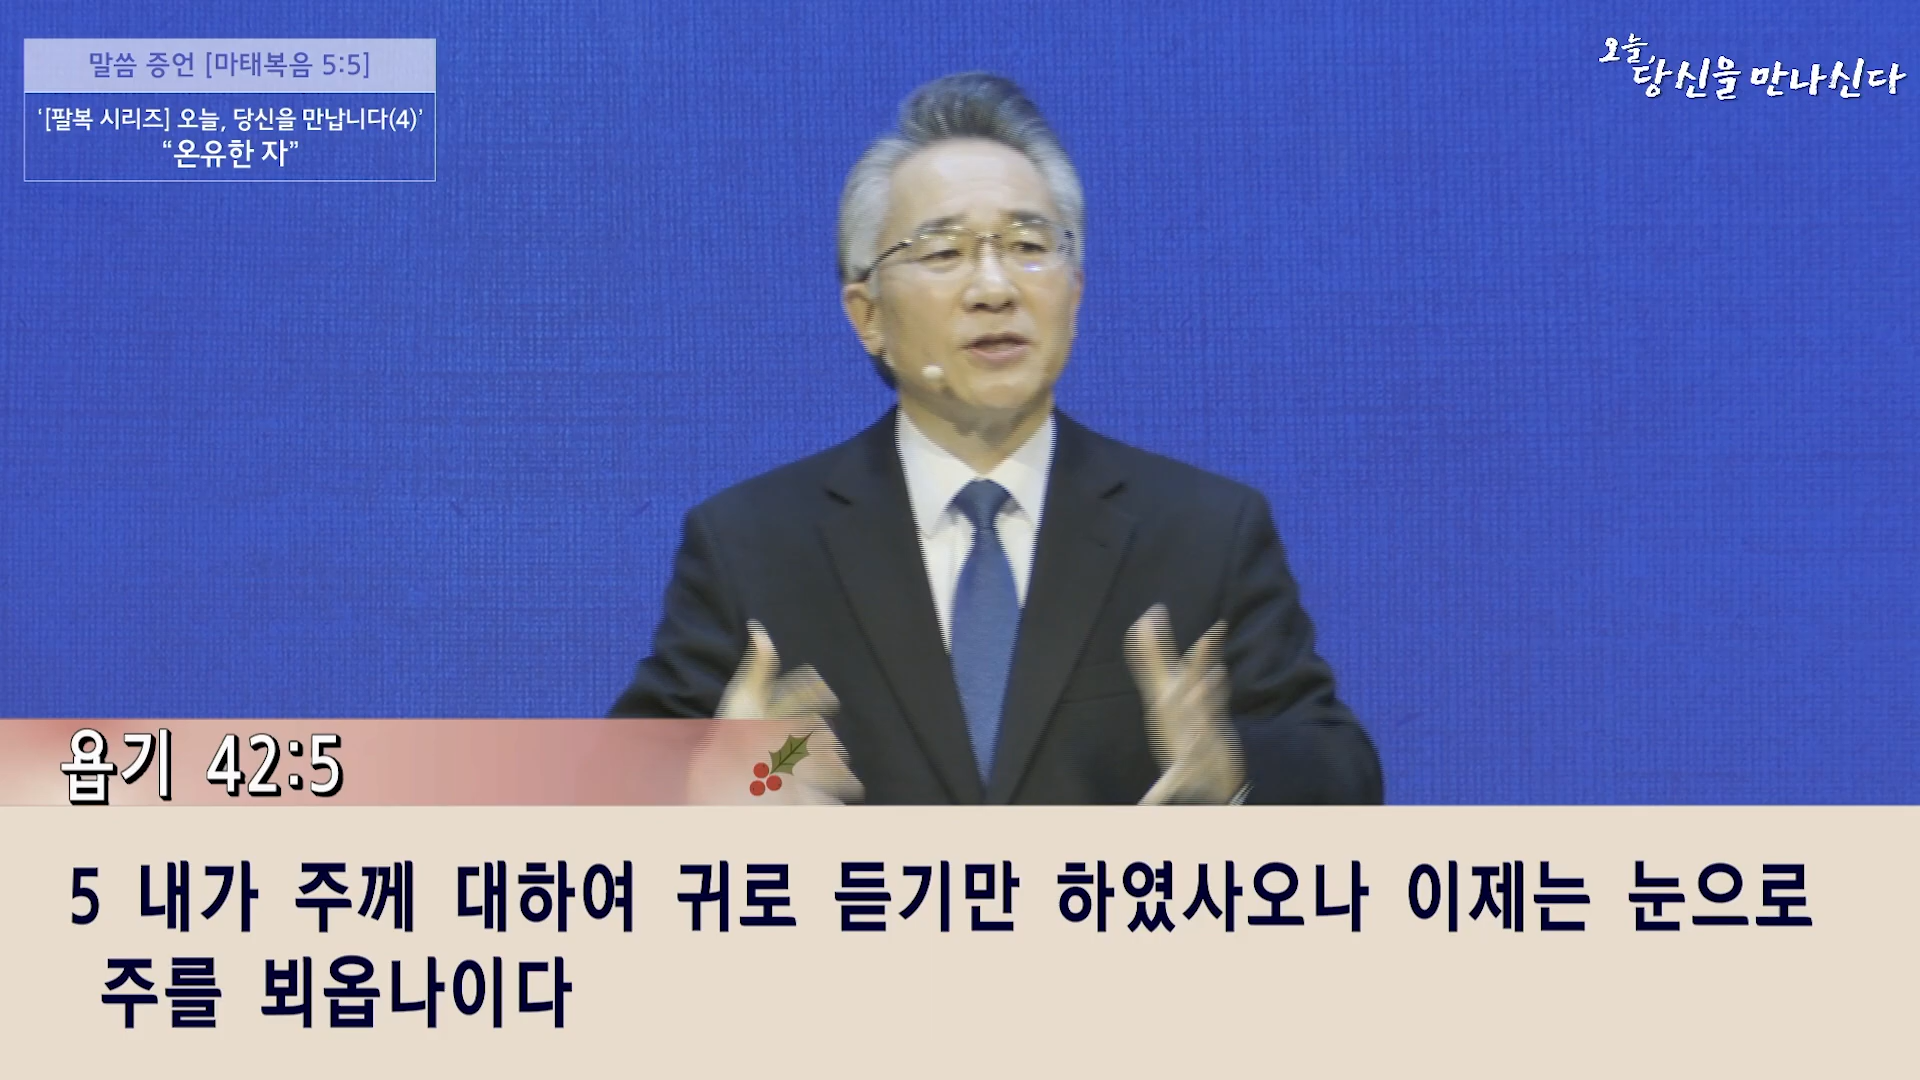 말씀 증언 [마태복음 5:5]
‘[팔복 시리즈] 오늘, 당신을 만납니다(4)’
“온유한 자”
오늘,
당신을 만나신다
욥기 42:5
5 내가 주께 대하여 귀로 듣기만 하였사오나 이제는 눈으로
주를 뵈옵나이다